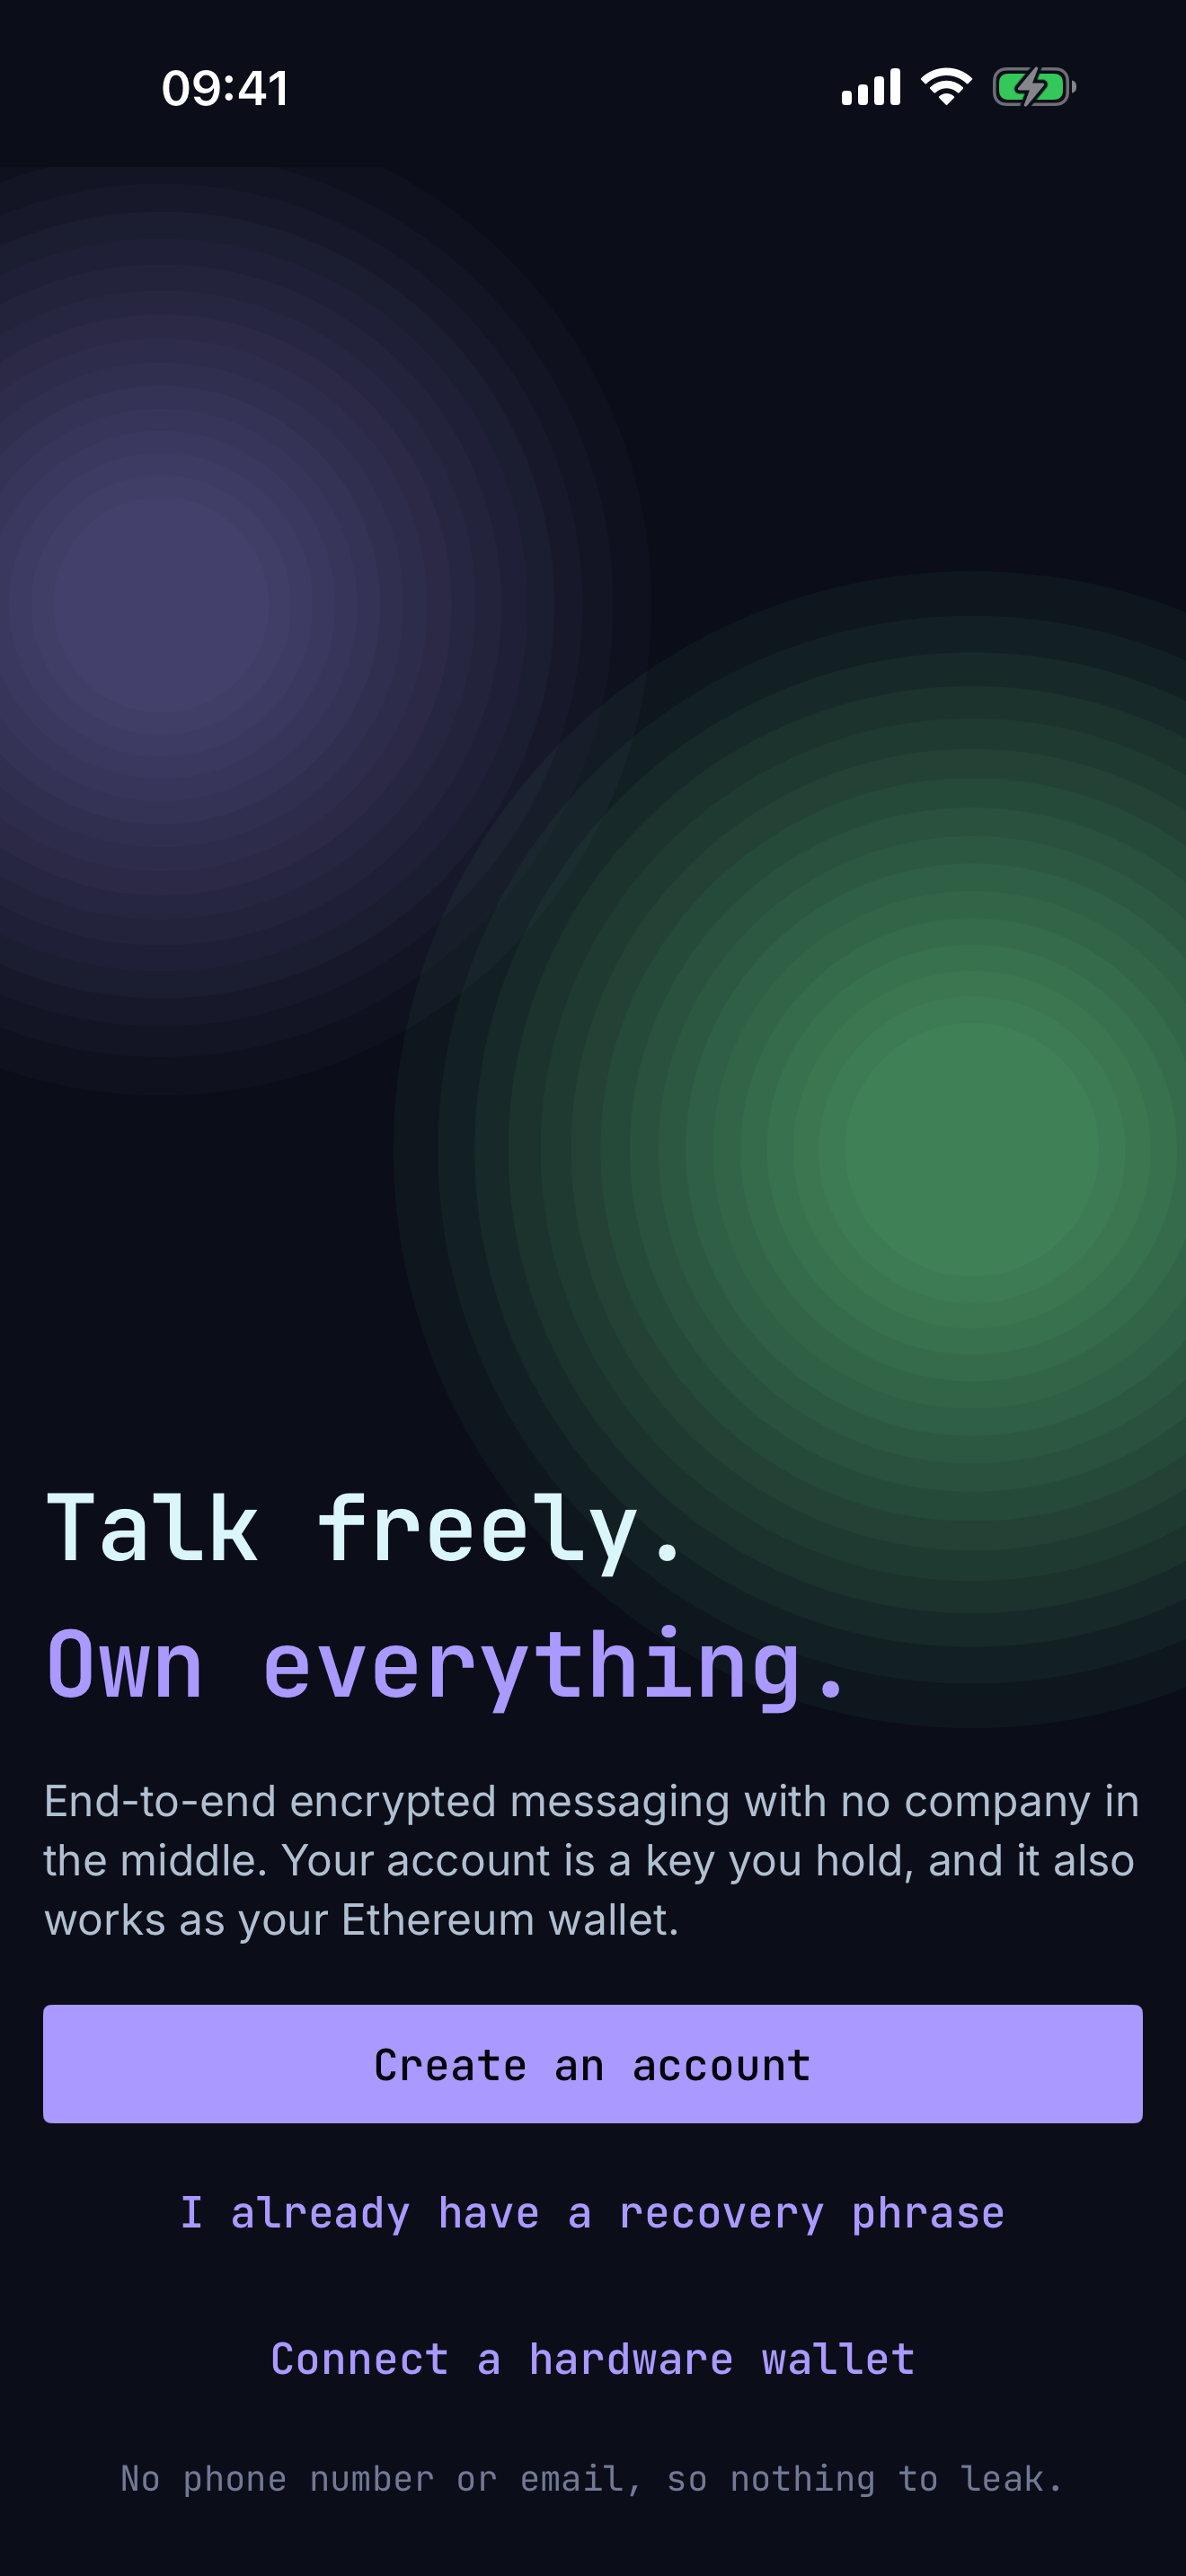 09:41
Talk freely.
Own everything.
End-to-end encrypted messaging with no company in
the middle. Your account is a key you hold, and it also
works as your Ethereum wallet.
Create an account
I already have a recovery phrase
Connect a hardware wallet
No phone number or email, so nothing to leak.